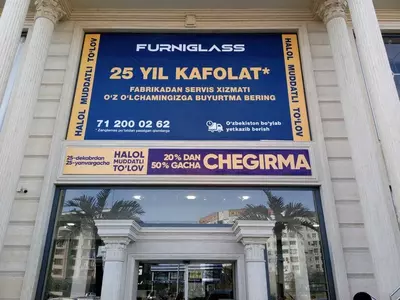 FURNIGLASS
25 YIL KAFOLAT*
FABRIKADAN SERVIS XIZMATI
O'Z O'LCHAMINGIZGA BUYURTMA BERING
71 200 02 62
O'zbekiston bo'ylab
yetkazib berish
HALOL MUDDATLI TO'LOV
HALOL MUDDATLI TO'LOV
25-dekabrdan
25-yanvargacha
HALOL
MUDDATLI
TO'LOV
20% DAN
50% GACHA
CHEGIRMA